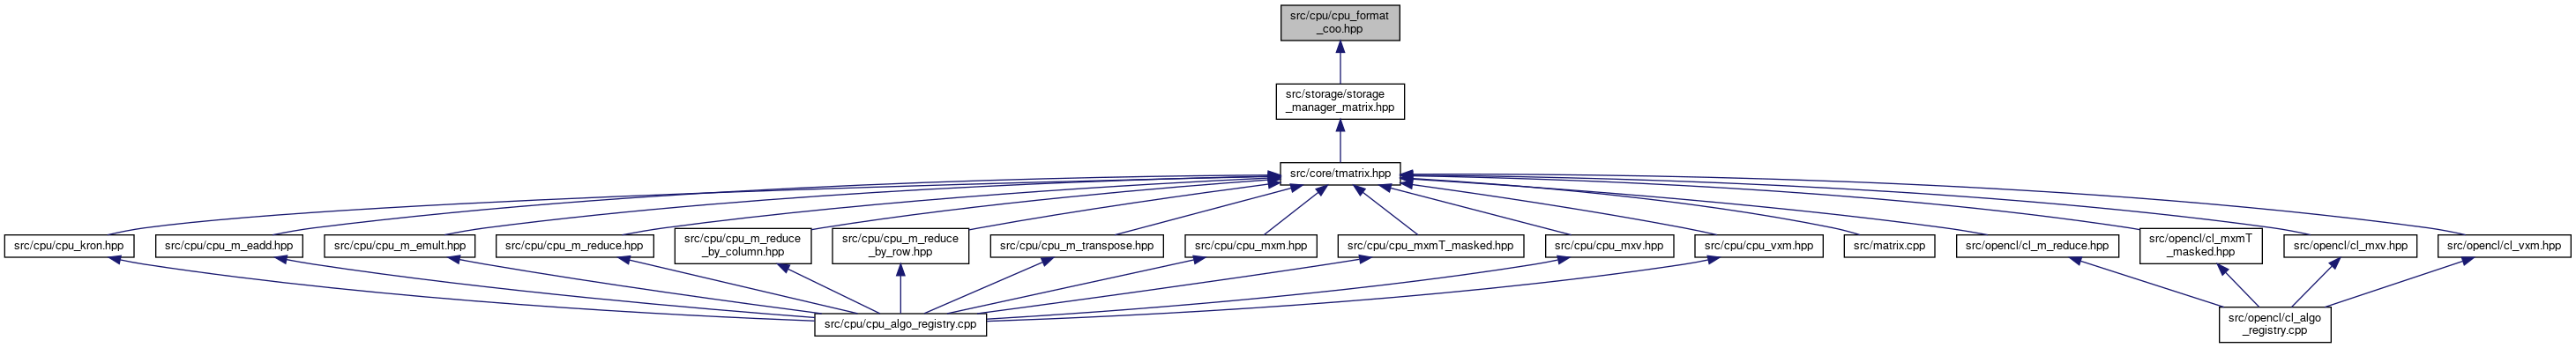 src/cpu/cpu_format
_coo.hpp
src/storage/storage
_manager_matrix.hpp
src/core/tmatrix.hpp
src/cpu/cpu_kron.hpp
src/cpu/cpu_m_eadd.hpp
src/cpu/cpu_m_emult.hpp
src/cpu/cpu_m_reduce.hpp
src/cpu/cpu_m_reduce
_by_column.hpp
src/cpu/cpu_m_reduce
_by_row.hpp
src/cpu/cpu_m_transpose.hpp
src/cpu/cpu_mxm.hpp
src/cpu/cpu_mxmT_masked.hpp
src/cpu/cpu_mxv.hpp
src/cpu/cpu_vxm.hpp
src/matrix.cpp
src/opencl/cl_m_reduce.hpp
src/opencl/cl_mxmT
_masked.hpp
src/opencl/cl_mxv.hpp
src/opencl/cl_vxm.hpp
src/cpu/cpu_algo_registry.cpp
src/opencl/cl_algo
_registry.cpp